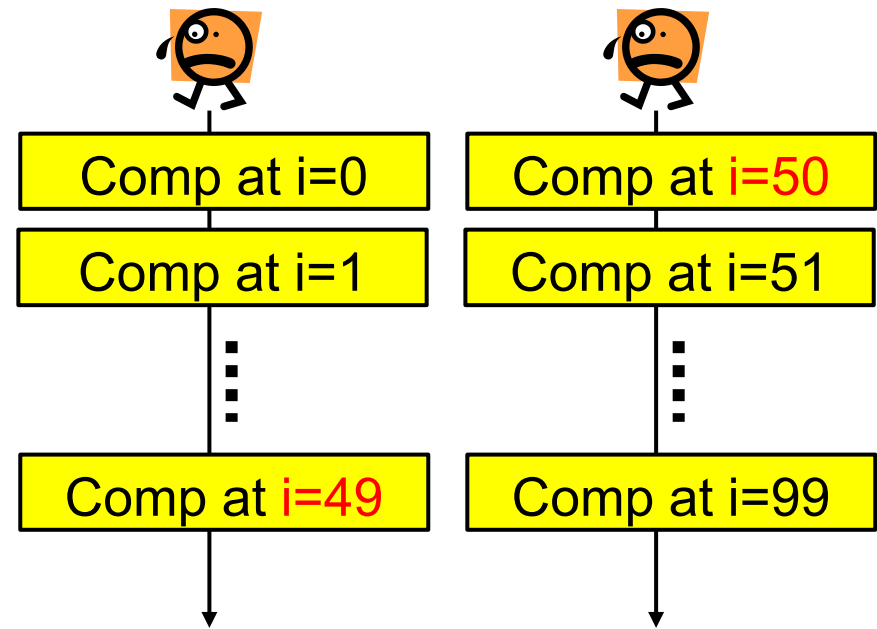 Comp at i=0
Comp at i=1
Comp at i=49
Comp at i=50
Comp at i=51
Comp at i=99